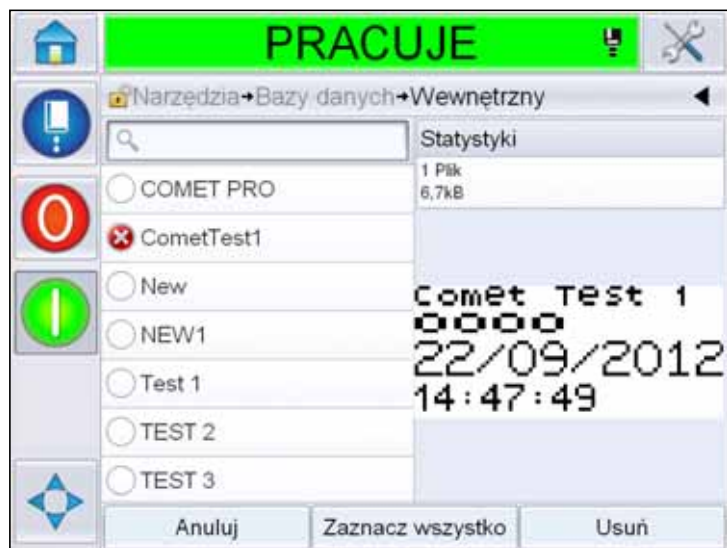 PRACUJE
Narzędzia→Bazy danych→Wewnętrzny
Statystyki
1 Plik
6,7kB
COMET PRO
CometTest1
New
NEW1
Test 1
TEST 2
TEST 3
Comet Test 1
0000
22/09/2012
14:47:49
Anuluj
Zaznacz wszystko
Usuń